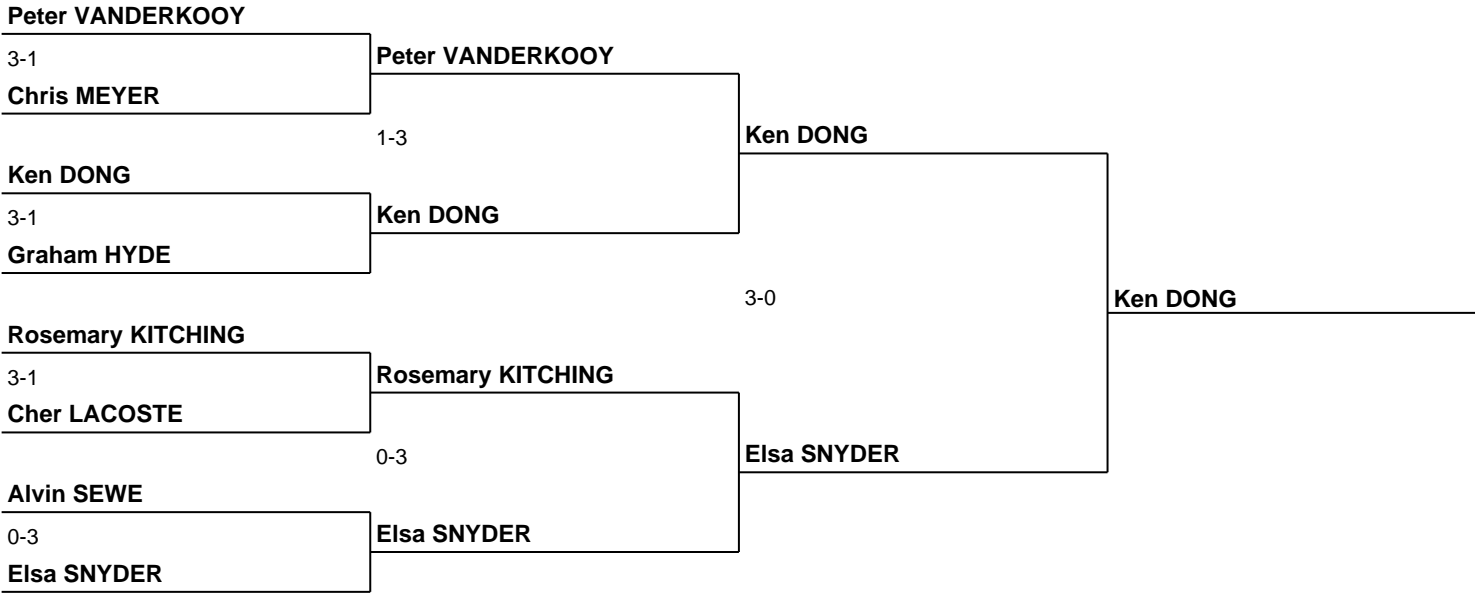 Peter VANDERKOOY
3-1
Peter VANDERKOOY
Chris MEYER
1-3
Ken DONG
Ken DONG
3-1
Ken DONG
Graham HYDE
3-0
Ken DONG
Rosemary KITCHING
3-1
Rosemary KITCHING
Cher LACOSTE
0-3
Elsa SNYDER
Alvin SEWE
0-3
Elsa SNYDER
Elsa SNYDER